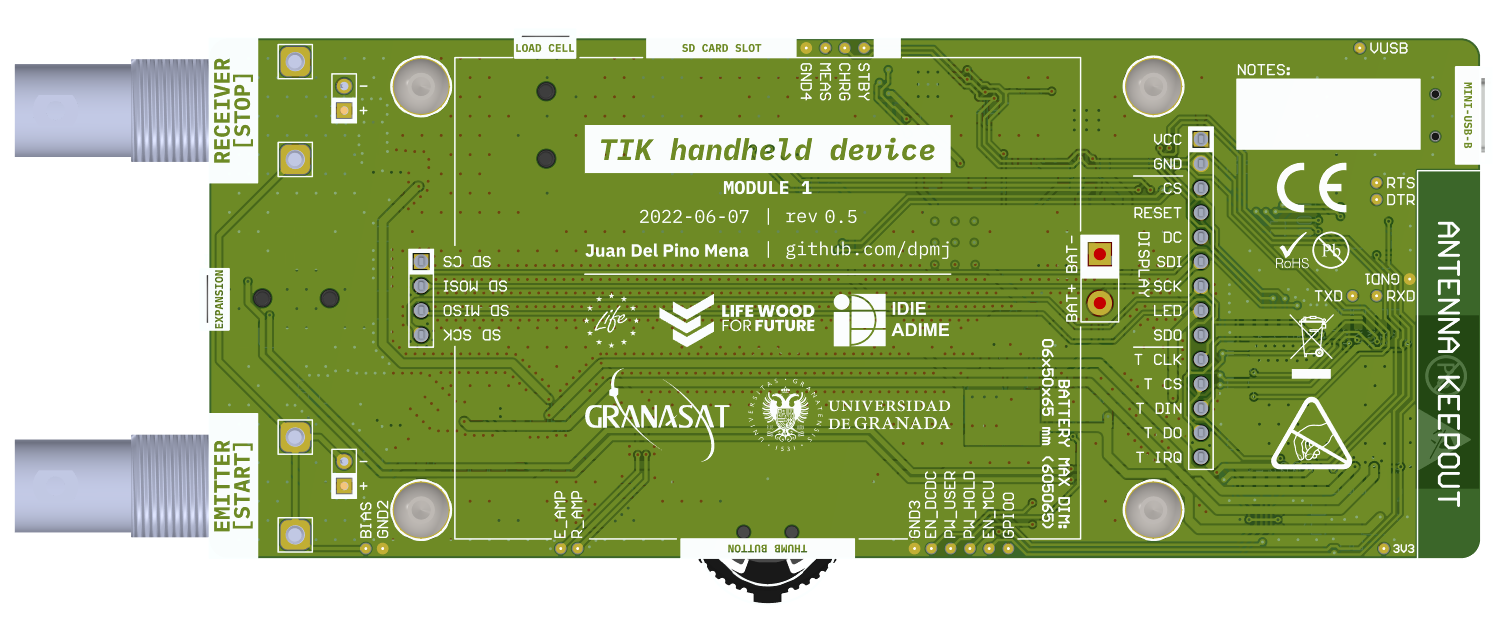 LOAD CELL
SD CARD SLOT
GND4
MEAS
CHRG
STBY
VUSB
NOTES:
MINI-USB-B
RECEIVER
[STOP]
-
+
TIK handheld device
MODULE 1
2022-06-07 | rev 0.5
Juan Del Pino Mena | github.com/dpmj
VCC
GND
CS
RESET
DC
SDI
SCK
LED
SDO
T CLK
T CS
T DIN
T DO
T IRQ
DISPLAY
CE
RTS
DTR
RoHS
Pb
GND1
TXD
RXD
ANTENNA KEEPOUT
BAT-
BAT+
EXPANSION
SD CS
SD MOSI
SD MISO
SD SCK
Life
LIFE WOOD
FOR FUTURE
IDIE
ADIME
GRANASAT
UNIVERSITAS GRANATENSIS 1531
UNIVERSIDAD
DE GRANADA
BATTERY MAX DIM:
06x50x65 mm (605065)
EMITTER
[START]
-
+
BIAS
GND2
E_AMP
R_AMP
THUMB BUTTON
GND3
EN_DCDC
PW_USER
PW_HOLD
EN_MCU
GPIO0
3V3